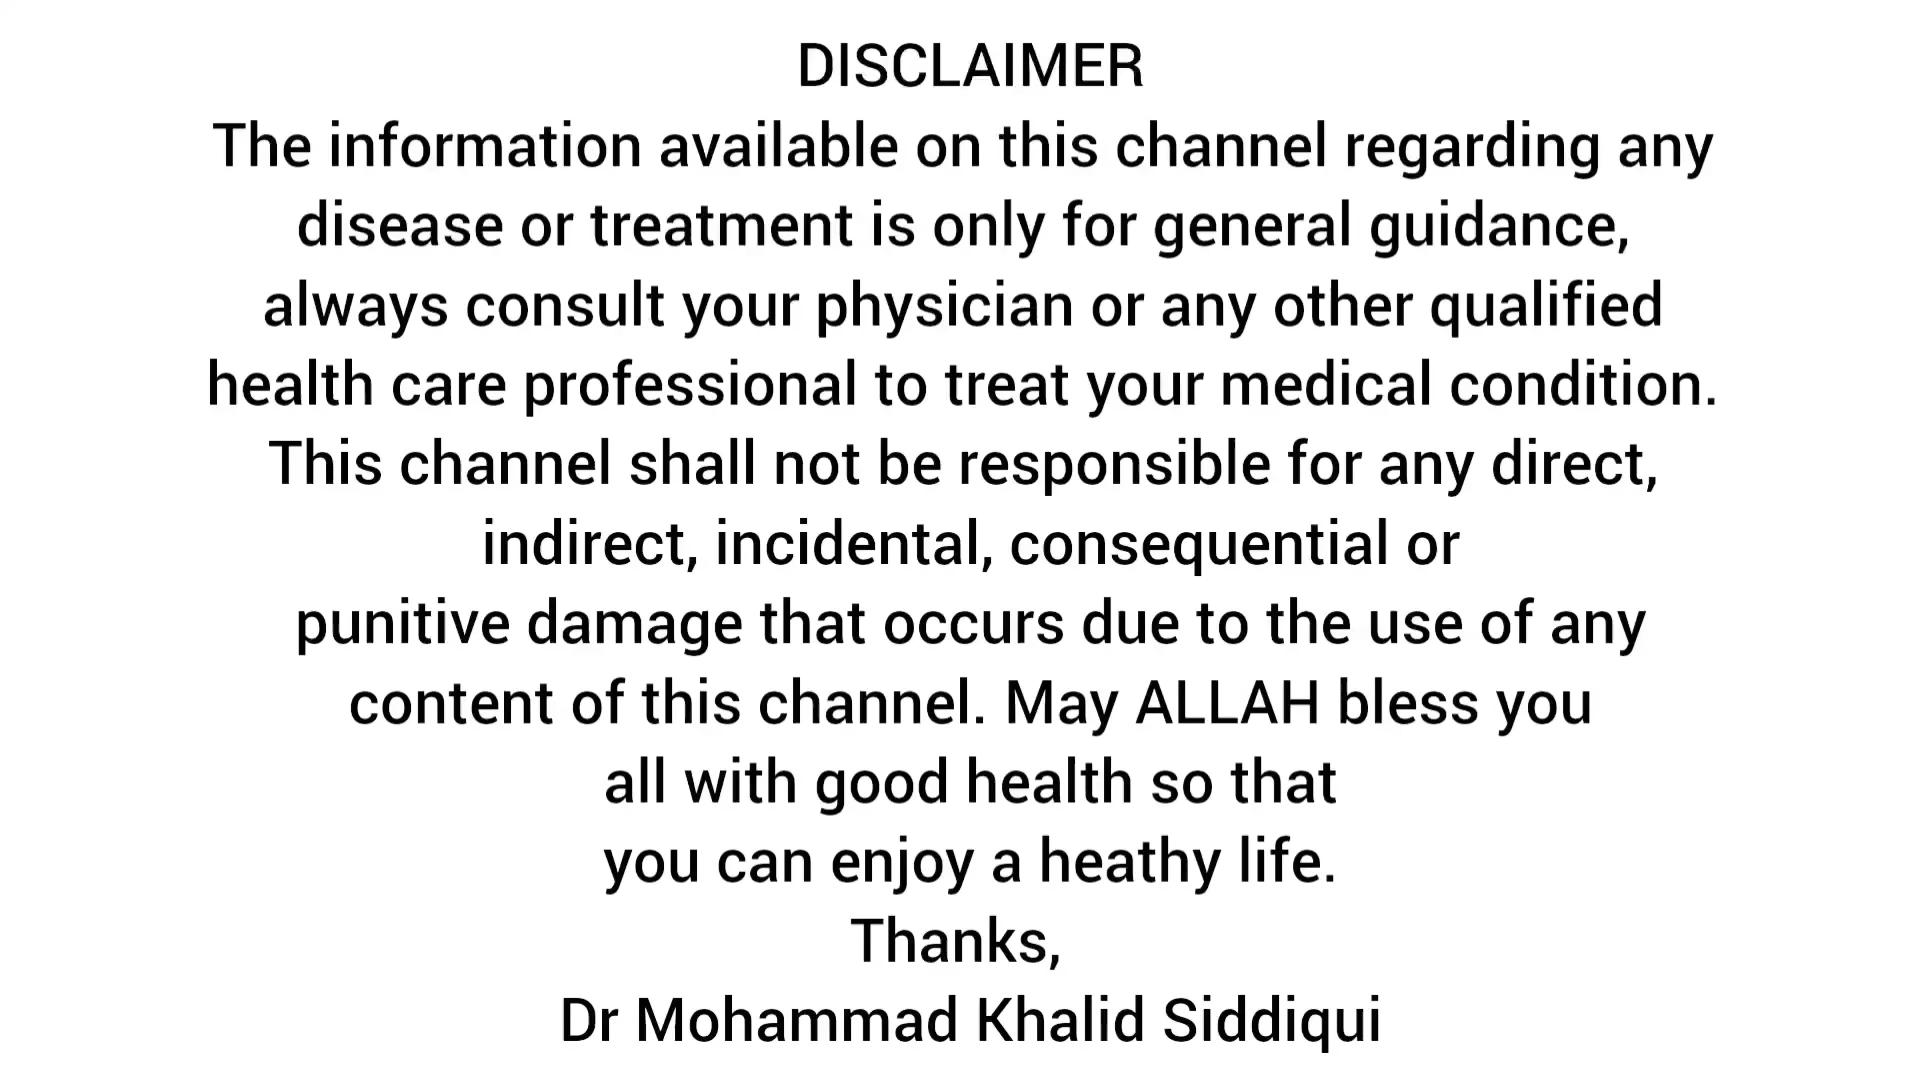 DISCLAIMER
The information available on this channel regarding any
disease or treatment is only for general guidance,
always consult your physician or any other qualified
health care professional to treat your medical condition.
This channel shall not be responsible for any direct,
indirect, incidental, consequential or
punitive damage that occurs due to the use of any
content of this channel. May ALLAH bless you
all with good health so that
you can enjoy a heathy life.
Thanks,
Dr Mohammad Khalid Siddiqui